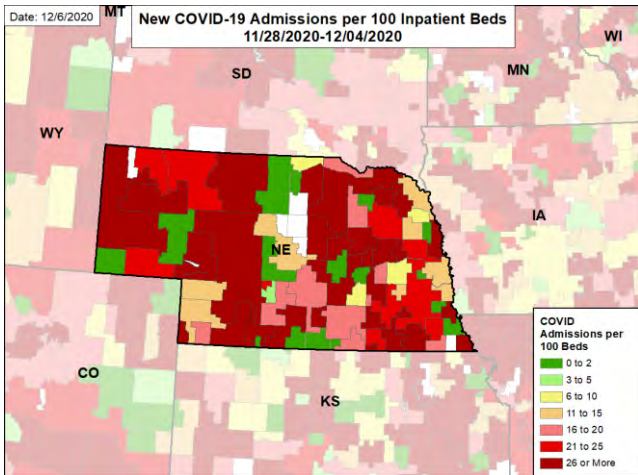 Date: 12/6/2020
New COVID-19 Admissions per 100 Inpatient Beds
11/28/2020-12/04/2020
MT
WI
MN
SD
WY
IA
NE
CO
KS
COVID
Admissions per
100 Beds
0 to 2
3 to 5
6 to 10
11 to 15
16 to 20
21 to 25
26 or More